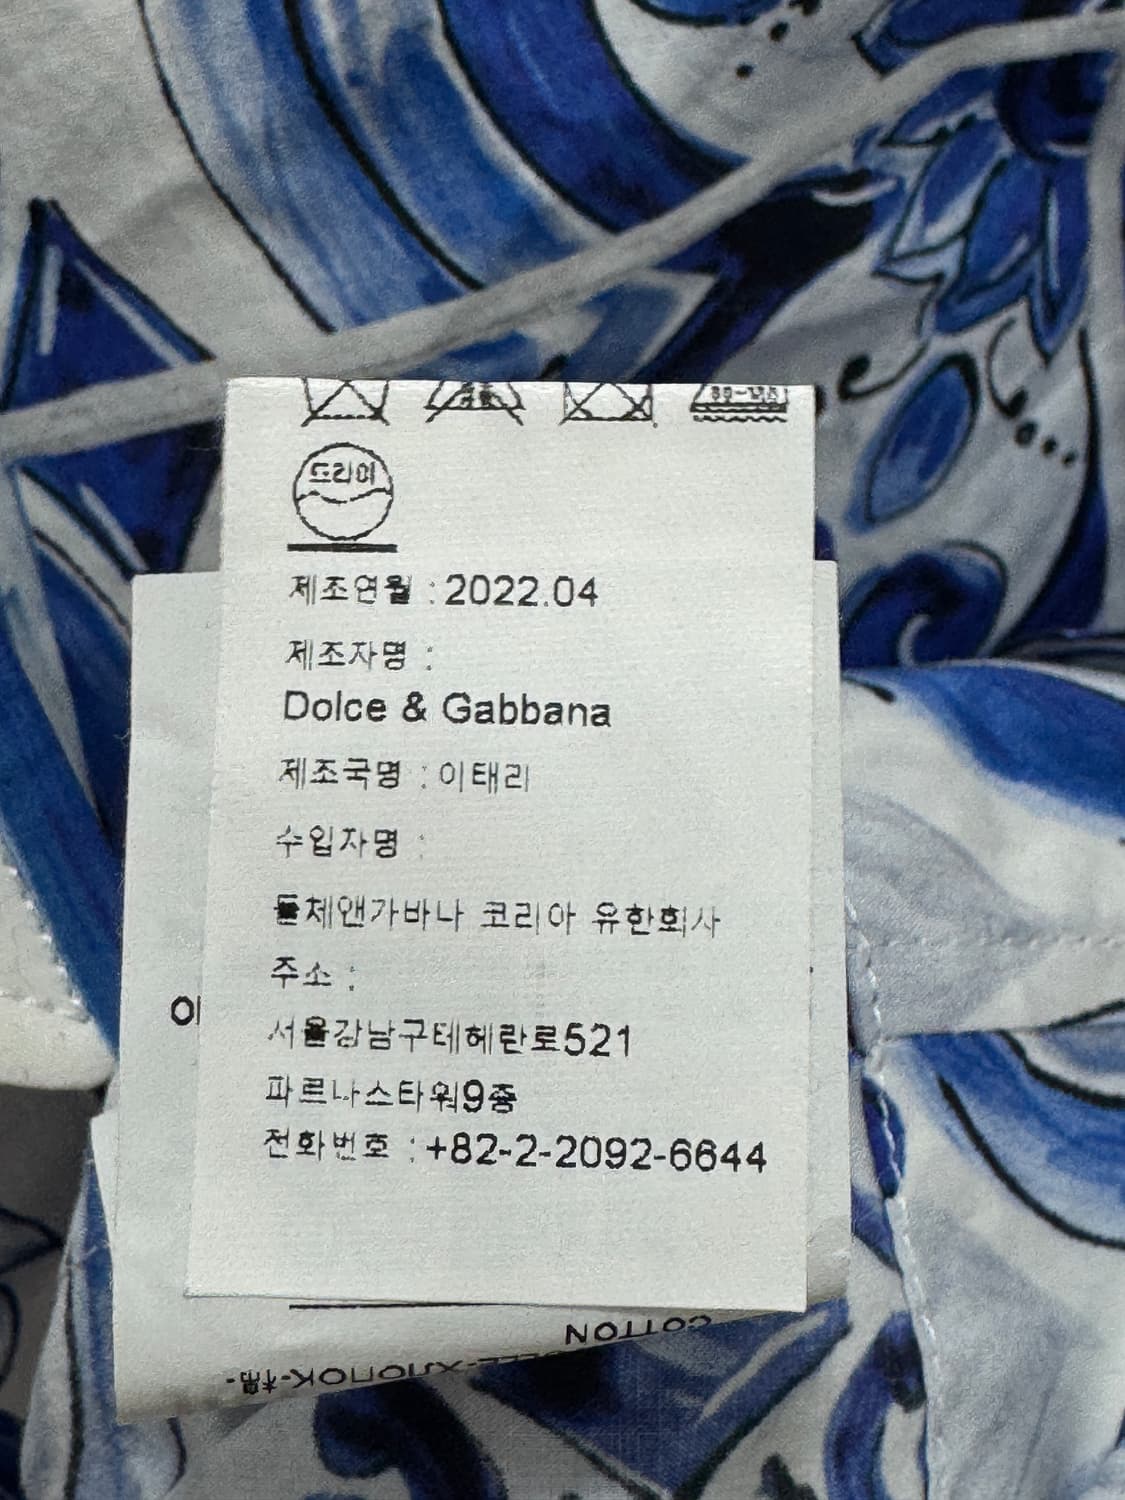 드라이
제조연월 : 2022.04
제조자명 :
Dolce & Gabbana
제조국명 : 이태리
수입자명 :
돌체앤가바나 코리아 유한회사
주소 :
서울강남구테헤란로521
파르나스타워9층
전화번호 : +82-2-2092-6644
COTTON
ХЛОПОК-棉-